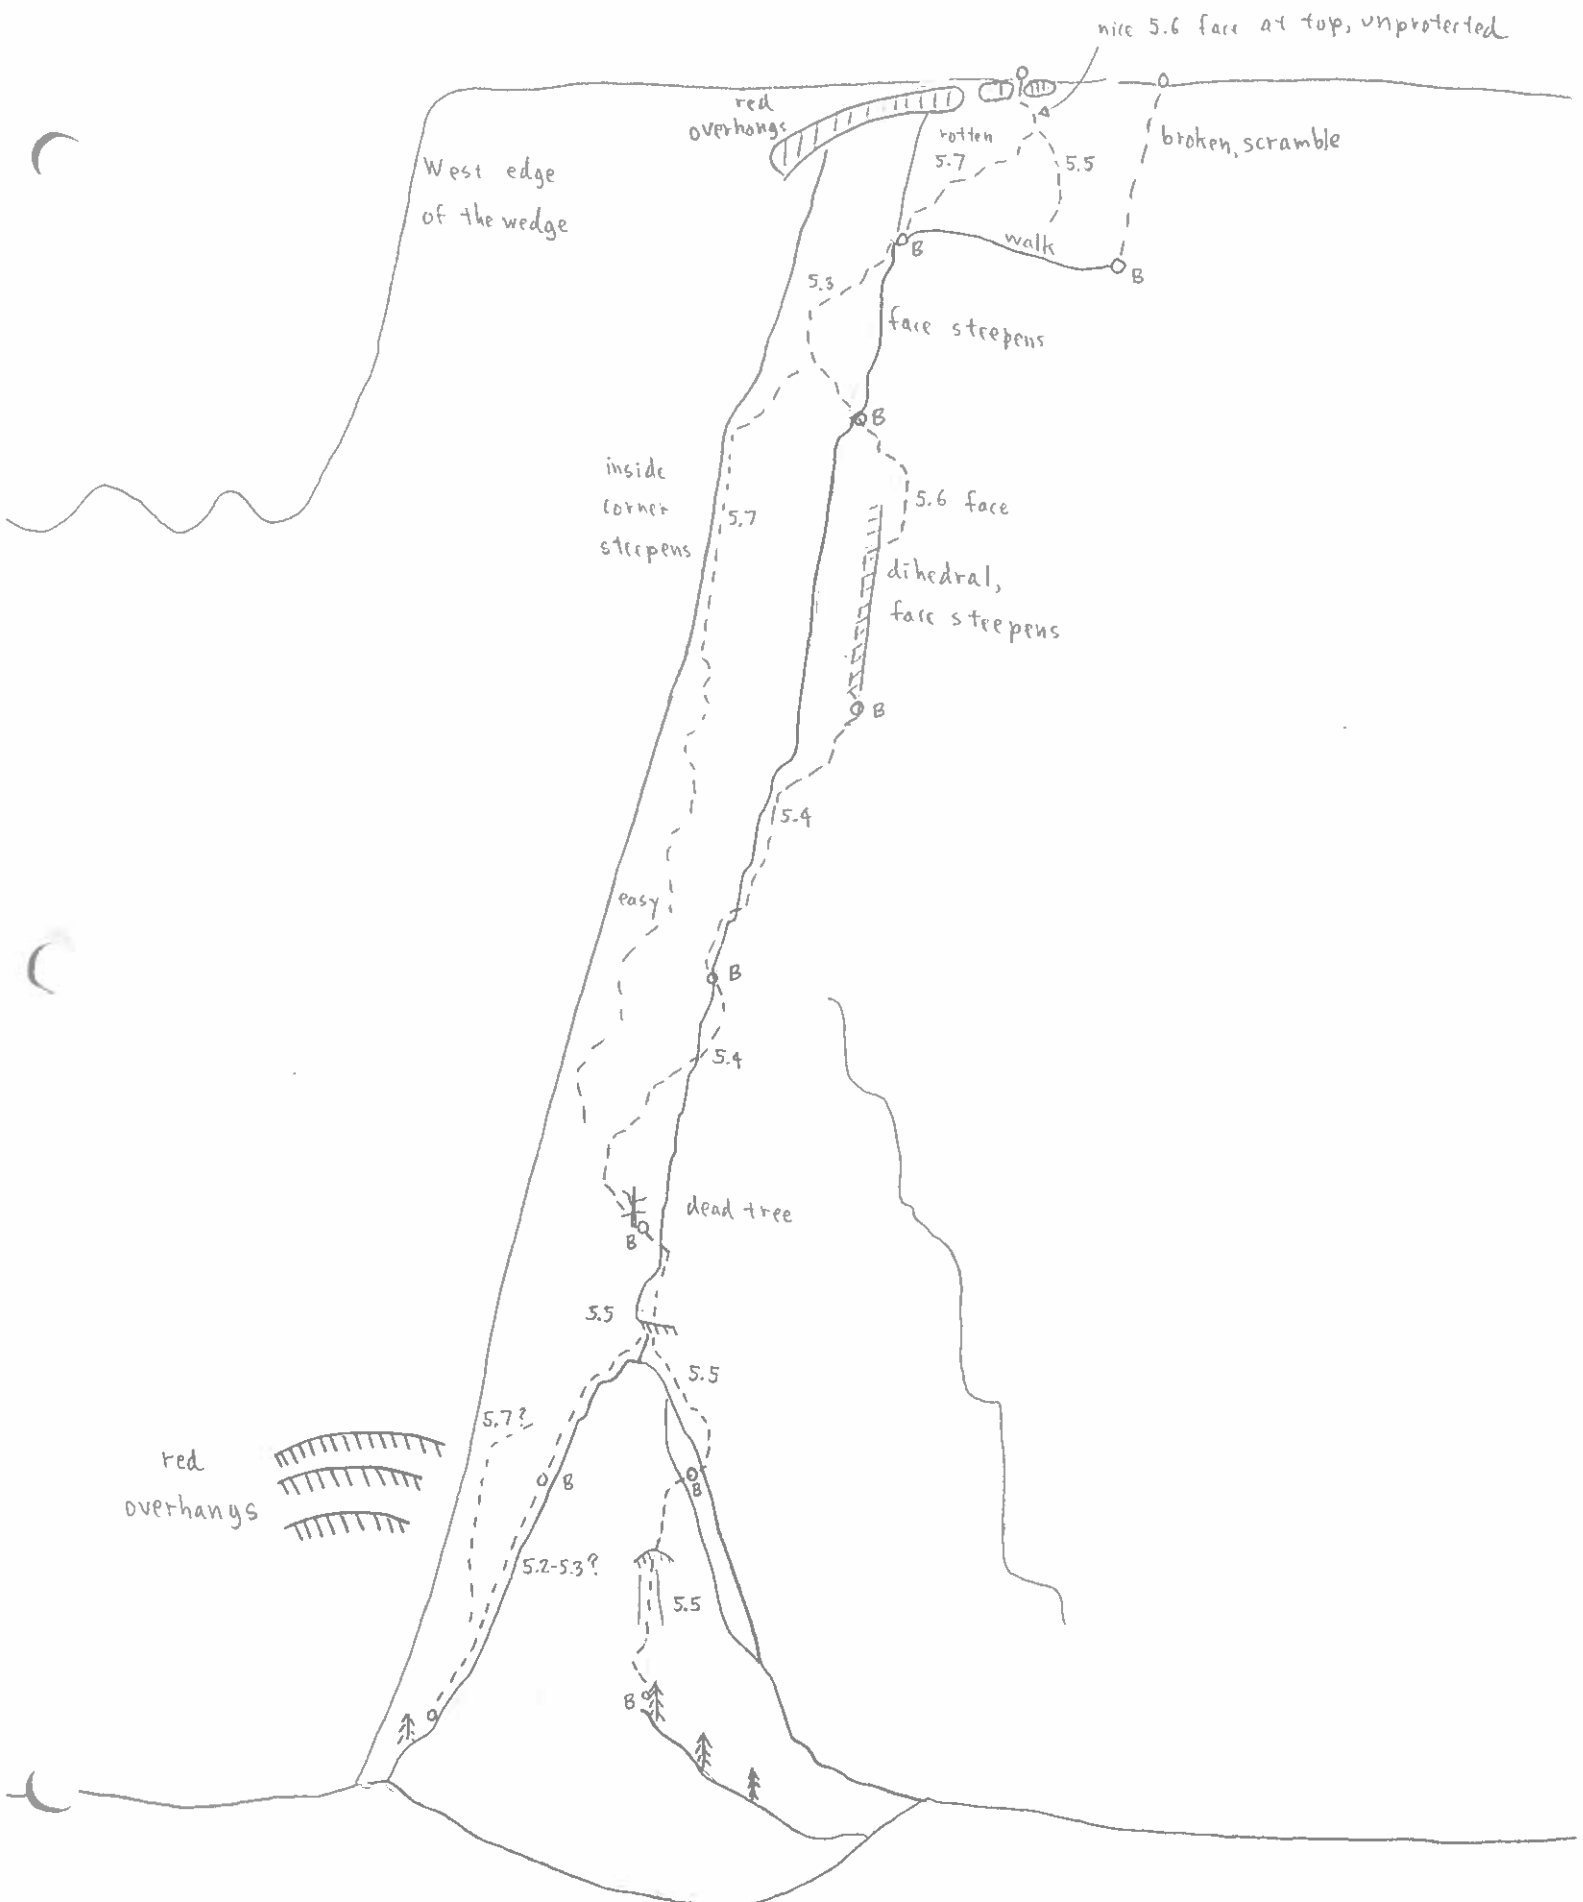 nice 5.6 face at top, unprotected
red
overhangs
rotten
5.7
5.5
broken, scramble
West edge
of the wedge
walk
B
B
5.3
face steepens
B
inside
corner
steepens
5.7
5.6 face
dihedral,
face steepens
B
5.4
easy
B
5.4
dead tree
B
5.5
5.5
5.7?
red
overhangs
B
B
5.2-5.3?
5.5
B